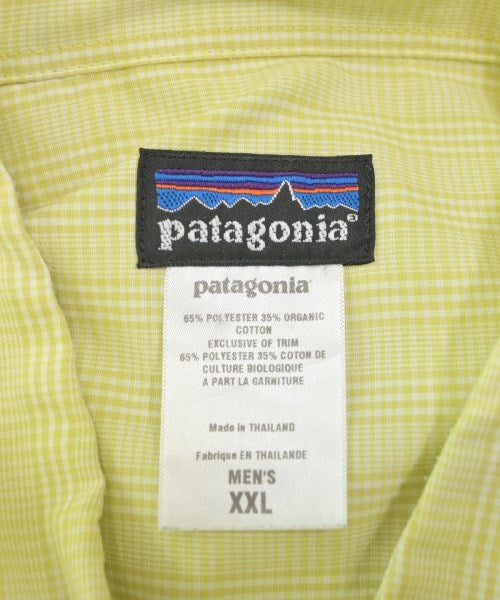 patagonia®
patagonia®
65% POLYESTER 35% ORGANIC
COTTON
EXCLUSIVE OF TRIM
65% POLYESTER 35% COTON DE
CULTURE BIOLOGIQUE
A PART LA GARNITURE
Made in THAILAND
Fabrique EN THAILANDE
MEN'S
XXL